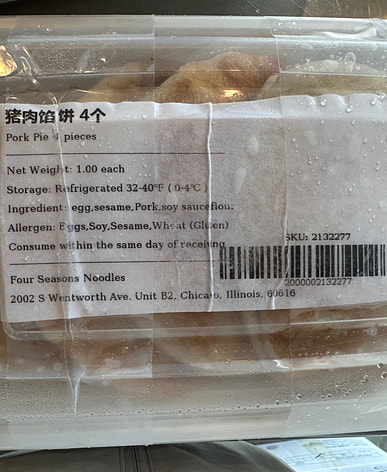 猪肉馅饼 4个
Pork Pie 4 pieces
Net Weight: 1.00 each
Storage: Refrigerated 32-40°F ( 0-4°C )
Ingredient: egg,sesame,Pork,soy sauceflour
Allergen: Eggs,Soy,Sesame,Wheat (Gluten)
Consume within the same day of receiving
SKU: 2132277
2000002132277
Four Seasons Noodles
2002 S Wentworth Ave. Unit B2, Chicago, Illinois, 60616